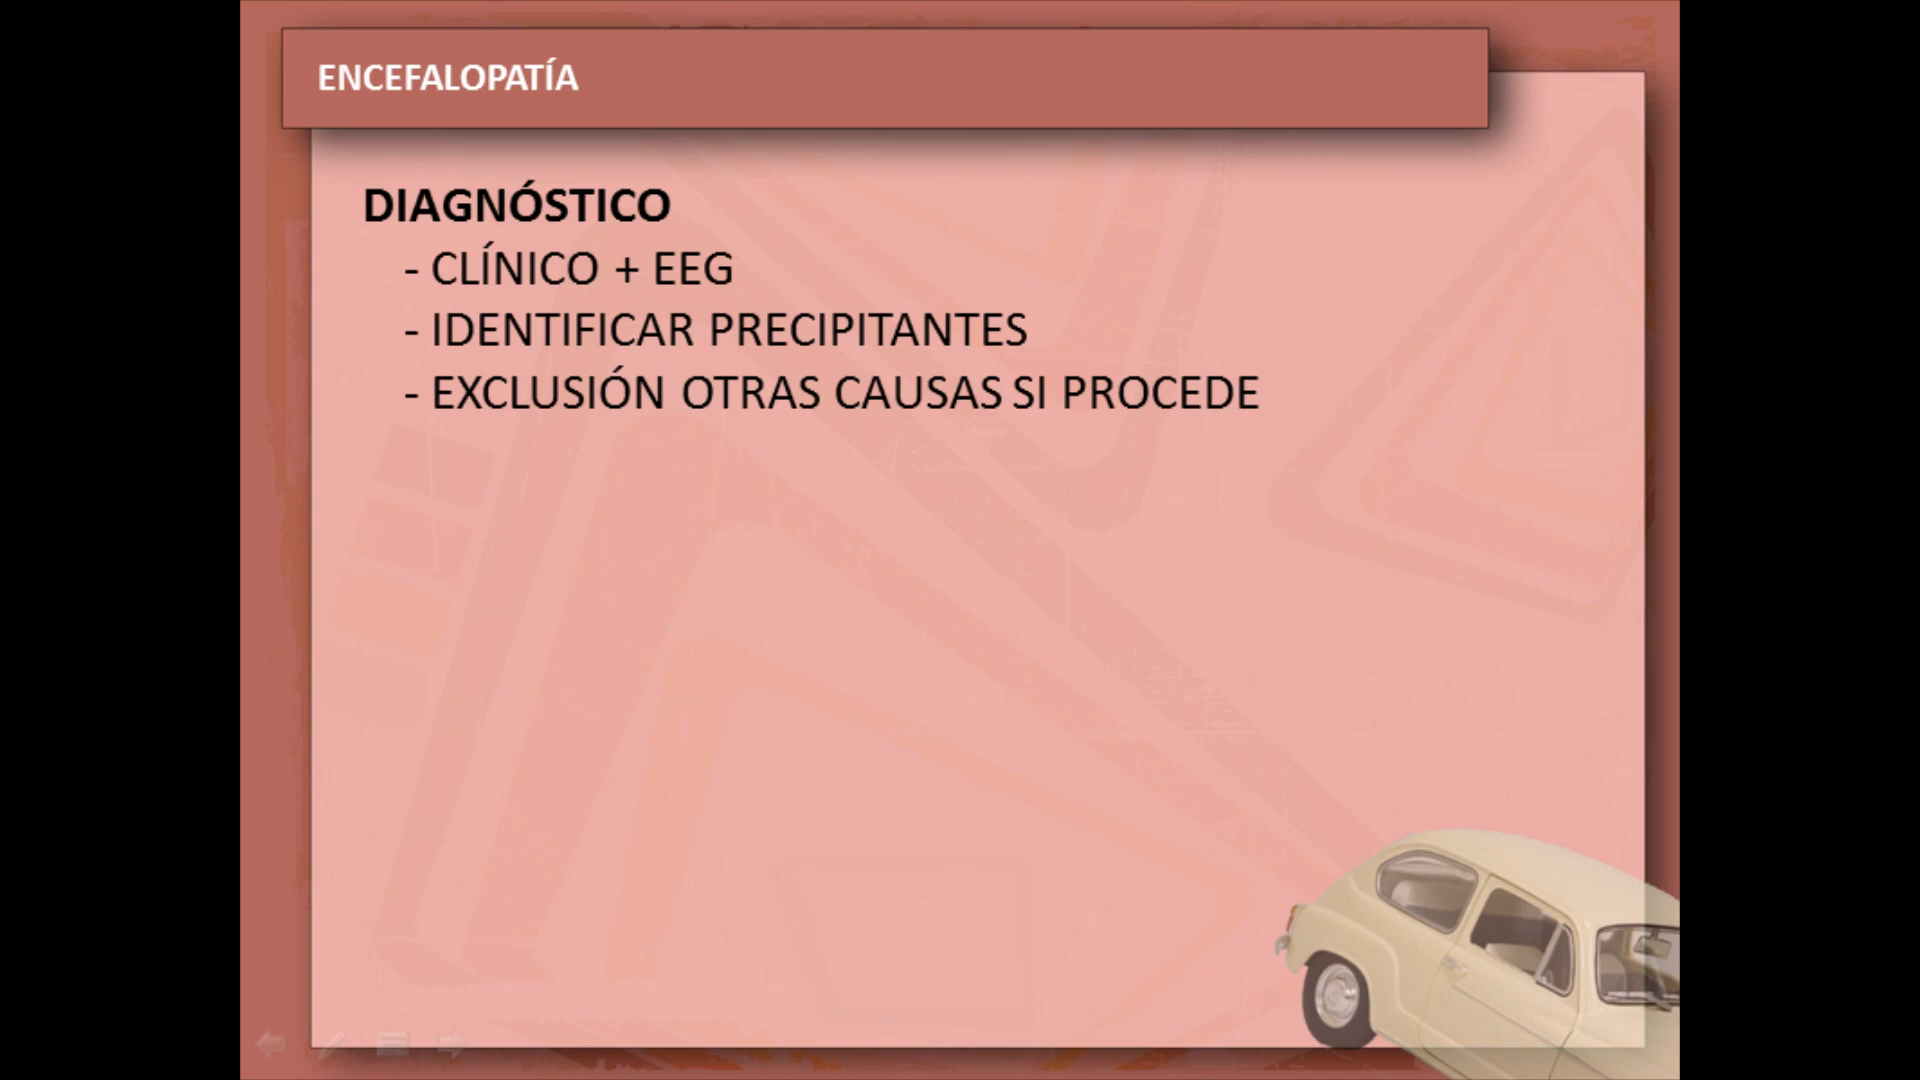 ENCEFALOPATÍA
DIAGNÓSTICO
- CLÍNICO + EEG
- IDENTIFICAR PRECIPITANTES
- EXCLUSIÓN OTRAS CAUSAS SI PROCEDE